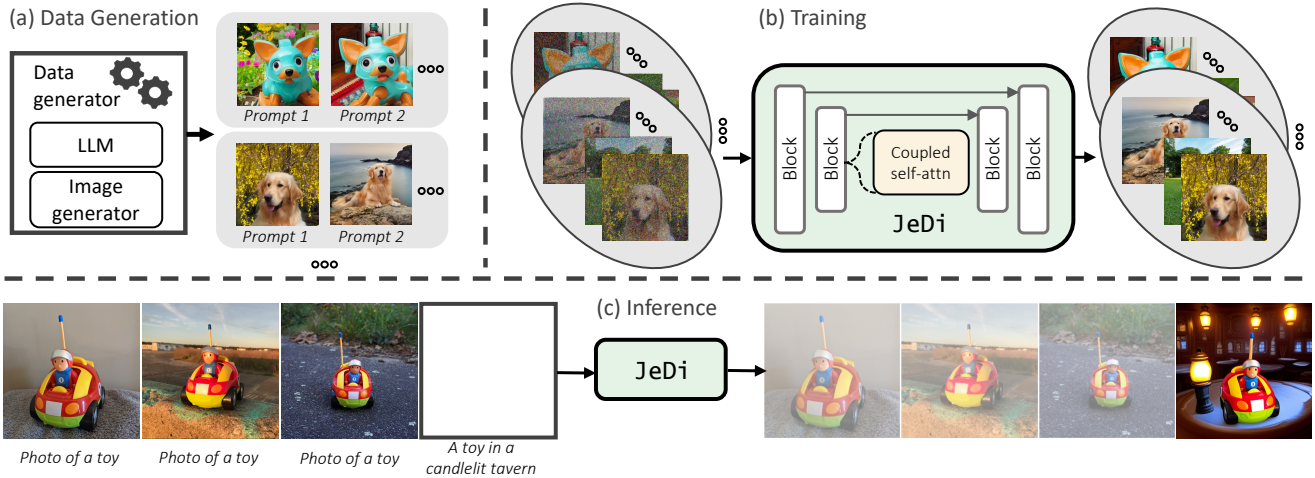 (a) Data Generation
Data
generator
LLM
Image
generator
Prompt 1
Prompt 2
Prompt 1
Prompt 2
(b) Training
Block
Block
Coupled
self-attn
Block
Block
JeDi
(c) Inference
Photo of a toy
Photo of a toy
Photo of a toy
A toy in a
candlelit tavern
JeDi